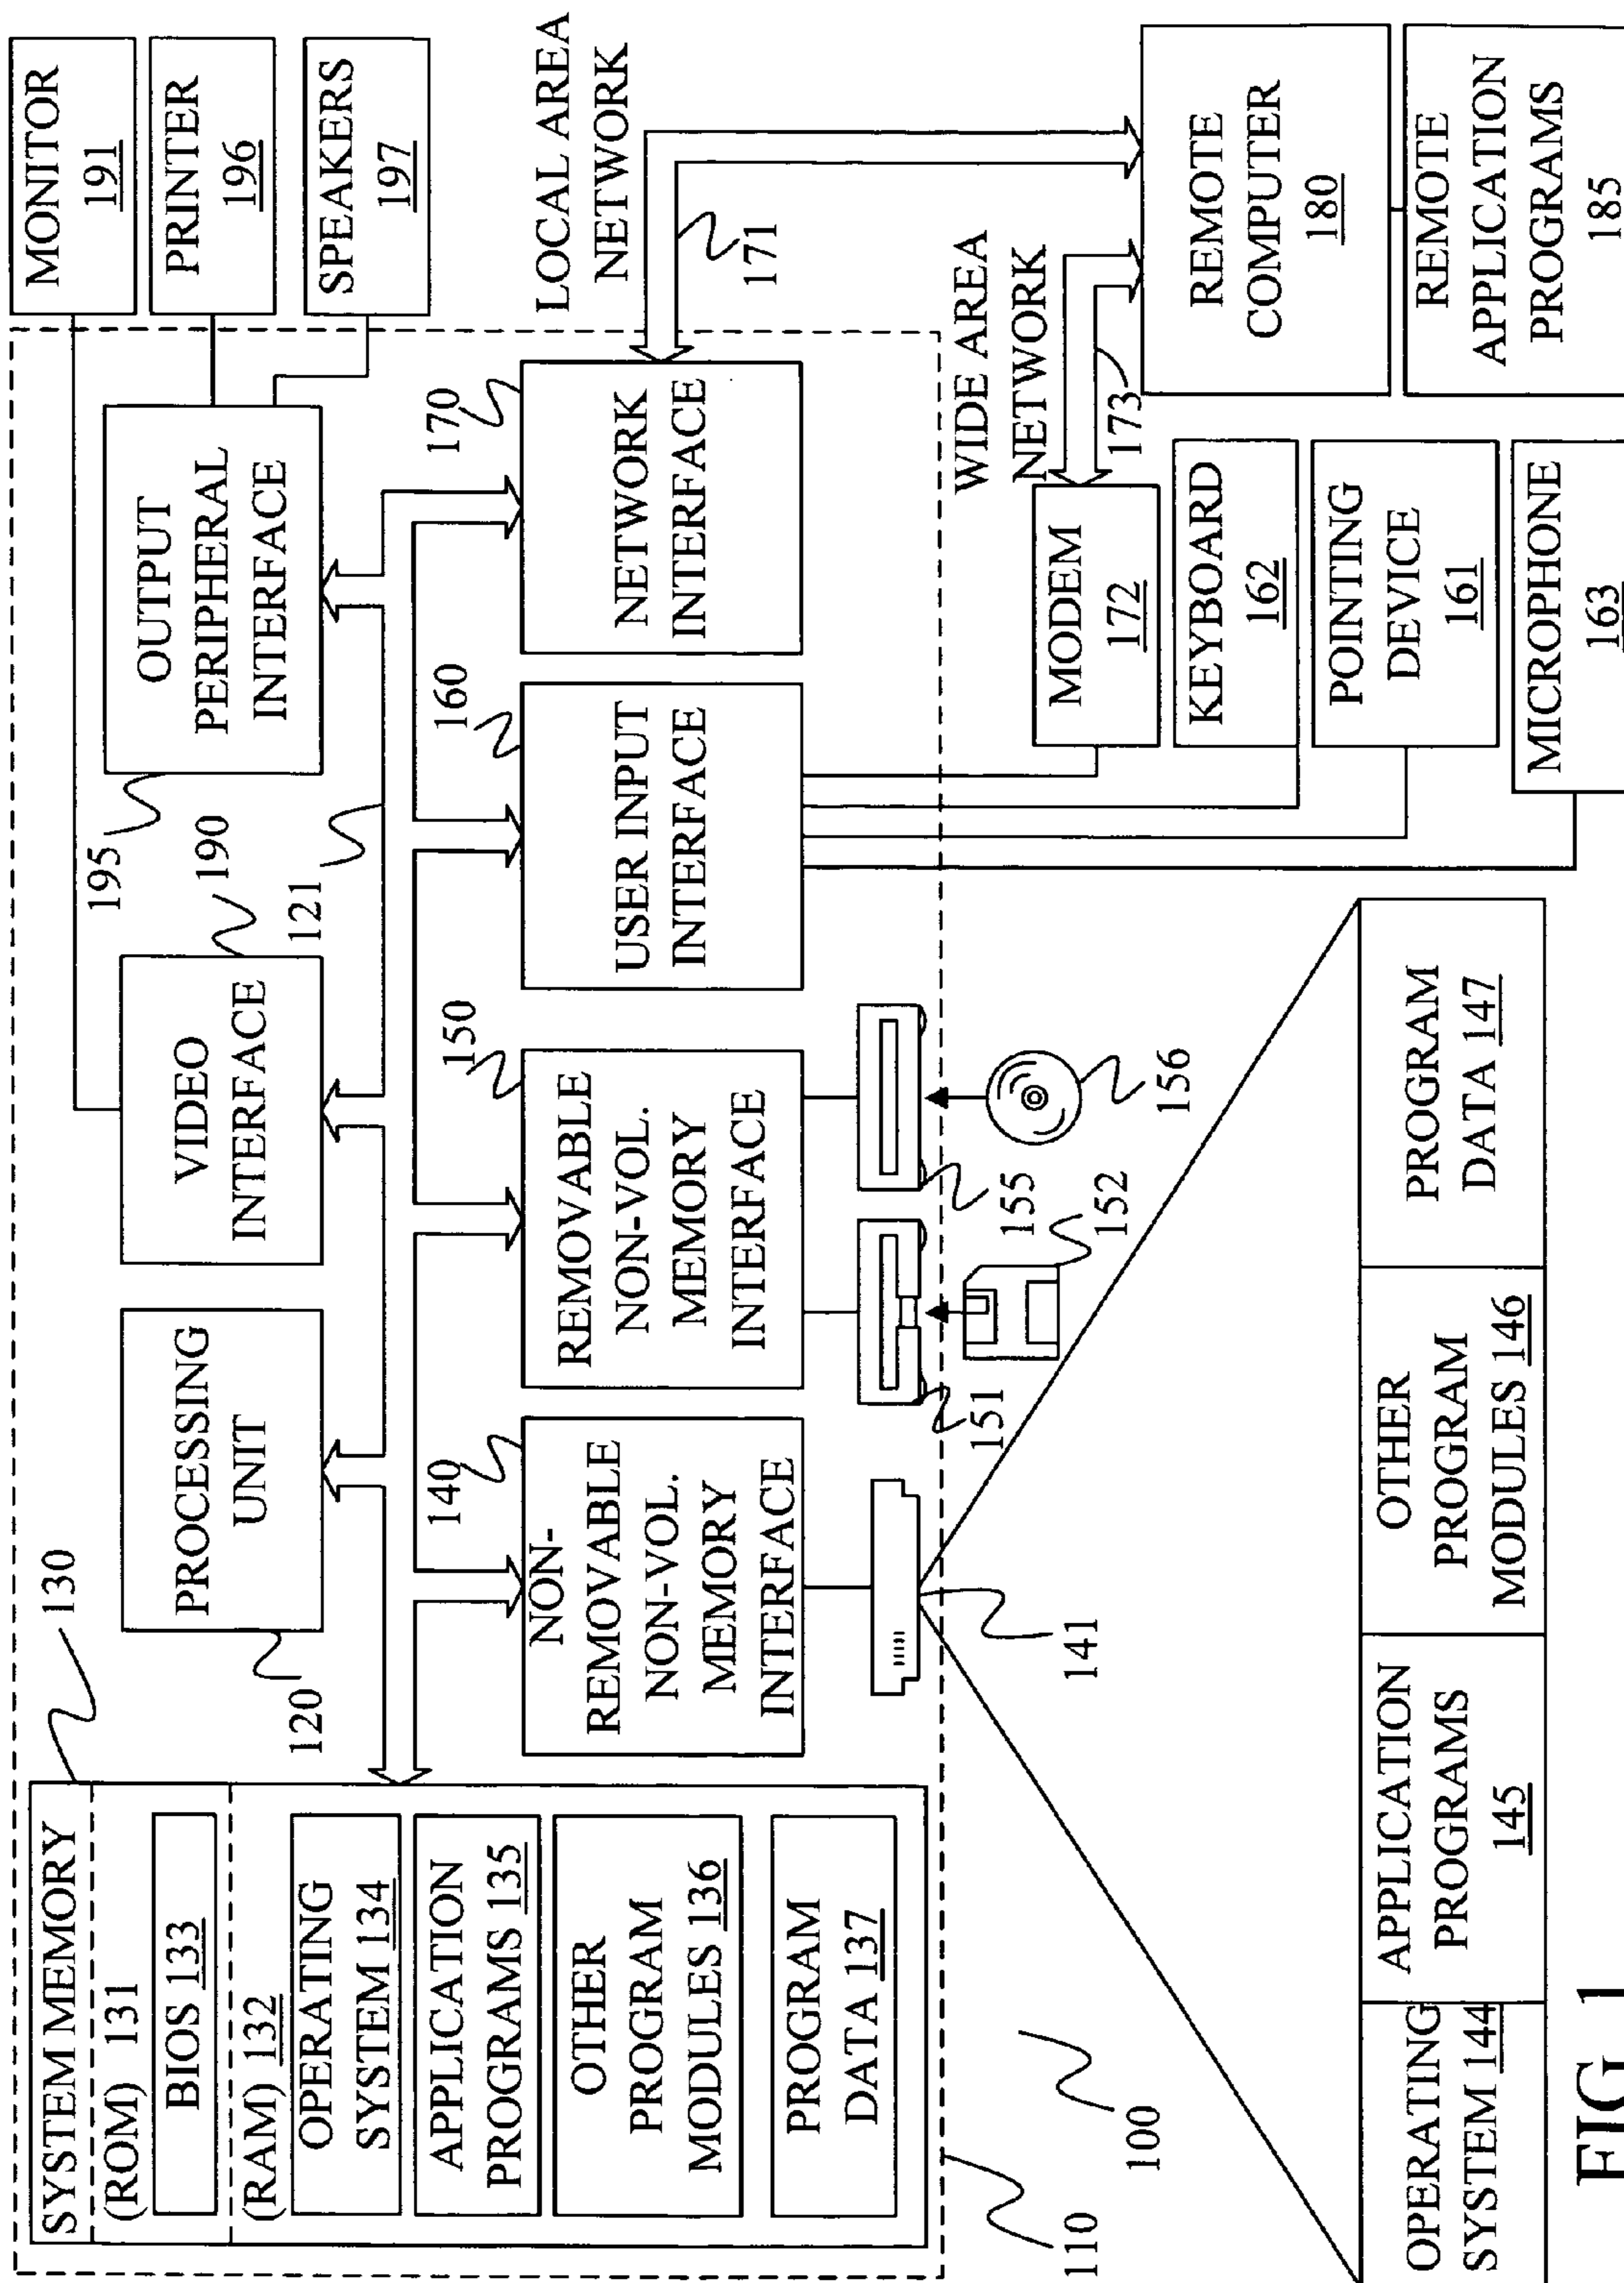 SYSTEM MEMORY
(ROM) 131
BIOS 133
(RAM) 132
OPERATING
SYSTEM 134
APPLICATION
PROGRAMS 135
OTHER
PROGRAM
MODULES 136
PROGRAM
DATA 137
130
120
PROCESSING
UNIT
VIDEO
INTERFACE
190
121
195
OUTPUT
PERIPHERAL
INTERFACE
MONITOR
191
PRINTER
196
SPEAKERS
197
140
NON-
REMOVABLE
NON-VOL.
MEMORY
INTERFACE
150
REMOVABLE
NON-VOL.
MEMORY
INTERFACE
160
USER INPUT
INTERFACE
170
NETWORK
INTERFACE
LOCAL AREA
NETWORK
171
141
151
152
155
156
WIDE AREA
NETWORK
173
MODEM
172
KEYBOARD
162
POINTING
DEVICE
161
MICROPHONE
163
REMOTE
COMPUTER
180
REMOTE
APPLICATION
PROGRAMS
185
110
100
OPERATING
SYSTEM 144
APPLICATION
PROGRAMS
145
OTHER
PROGRAM
MODULES 146
PROGRAM
DATA 147
FIG 1